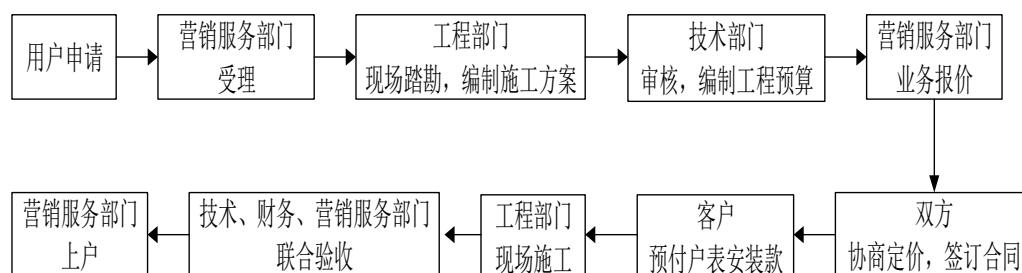 用户申请
营销服务部门
受理
工程部门
现场踏勘，编制施工方案
技术部门
审核，编制工程预算
营销服务部门
业务报价
双方
协商定价，签订合同
客户
预付户表安装款
工程部门
现场施工
技术、财务、营销服务部门
联合验收
营销服务部门
上户